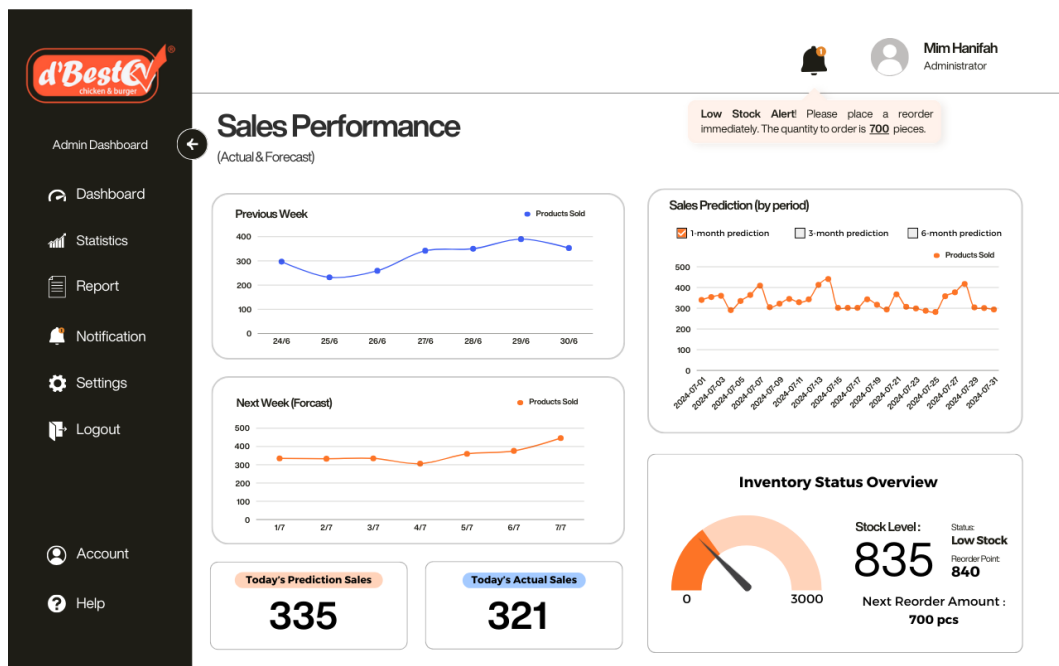 d'Best
chicken & burger
®
Admin Dashboard
Dashboard
Statistics
Report
Notification
Settings
Logout
Account
Help
1
Mim Hanifah
Administrator
Low Stock Alert! Please place a reorder
immediately. The quantity to order is 700 pieces.
Sales Performance
(Actual & Forecast)
Previous Week
Products Sold
400
300
200
100
0
24/6 25/6 26/6 27/6 28/6 29/6 30/6
Next Week (Forcast)
Products Sold
500
400
300
200
100
0
1/7 2/7 3/7 4/7 5/7 6/7 7/7
Today's Prediction Sales
335
Today's Actual Sales
321
Sales Prediction (by period)
1-month prediction 3-month prediction 6-month prediction
Products Sold
500
400
300
200
100
0
2024-07-01 2024-07-03 2024-07-05 2024-07-07 2024-07-09 2024-07-11 2024-07-13 2024-07-15 2024-07-17 2024-07-19 2024-07-21 2024-07-23 2024-07-25 2024-07-27 2024-07-29 2024-07-31
Inventory Status Overview
0 3000
Stock Level :
835
Status:
Low Stock
Reorder Point:
840
Next Reorder Amount :
700 pcs